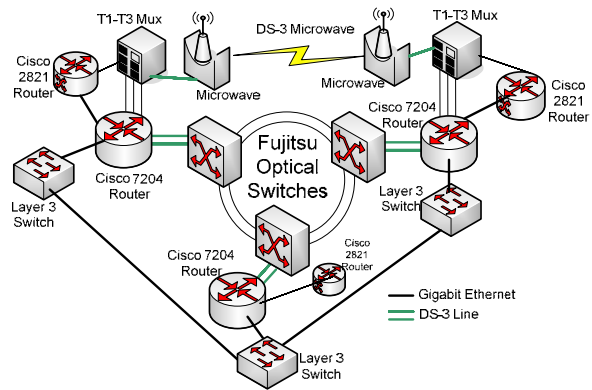 T1-T3 Mux
DS-3 Microwave
T1-T3 Mux
Cisco
2821
Router
Microwave
Microwave
Cisco
2821
Router
Cisco 7204
Router
Fujitsu
Optical
Switches
Cisco 7204
Router
Layer 3
Switch
Layer 3
Switch
Cisco 7204
Router
Cisco
2821
Router
Gigabit Ethernet
DS-3 Line
Layer 3
Switch